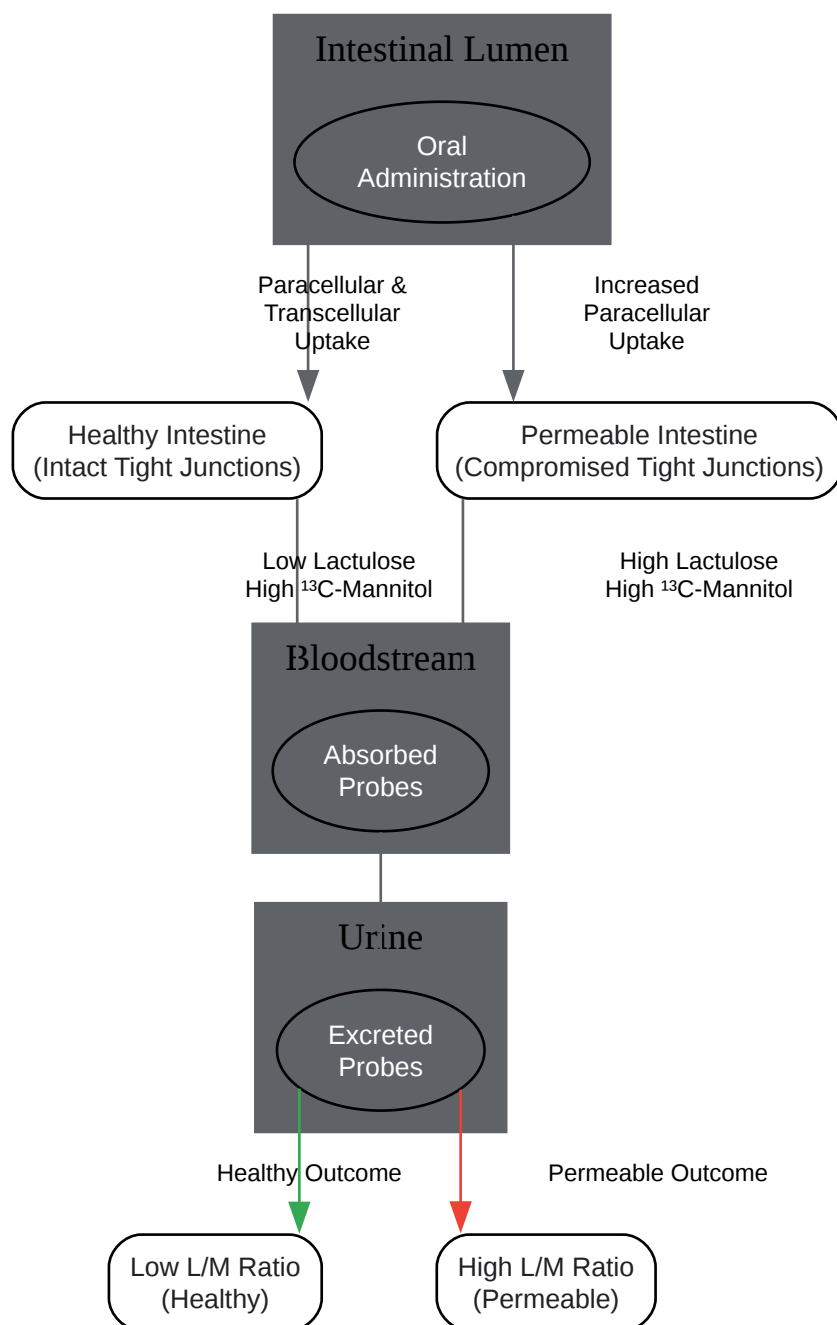 Intestinal Lumen
Oral
Administration
Paracellular &
Transcellular
Uptake
Increased
Paracellular
Uptake
Healthy Intestine
(Intact Tight Junctions)
Permeable Intestine
(Compromised Tight Junctions)
Low Lactulose
High ¹³C-Mannitol
High Lactulose
High ¹³C-Mannitol
Bloodstream
Absorbed
Probes
Urine
Excreted
Probes
Healthy Outcome
Permeable Outcome
Low L/M Ratio
(Healthy)
High L/M Ratio
(Permeable)